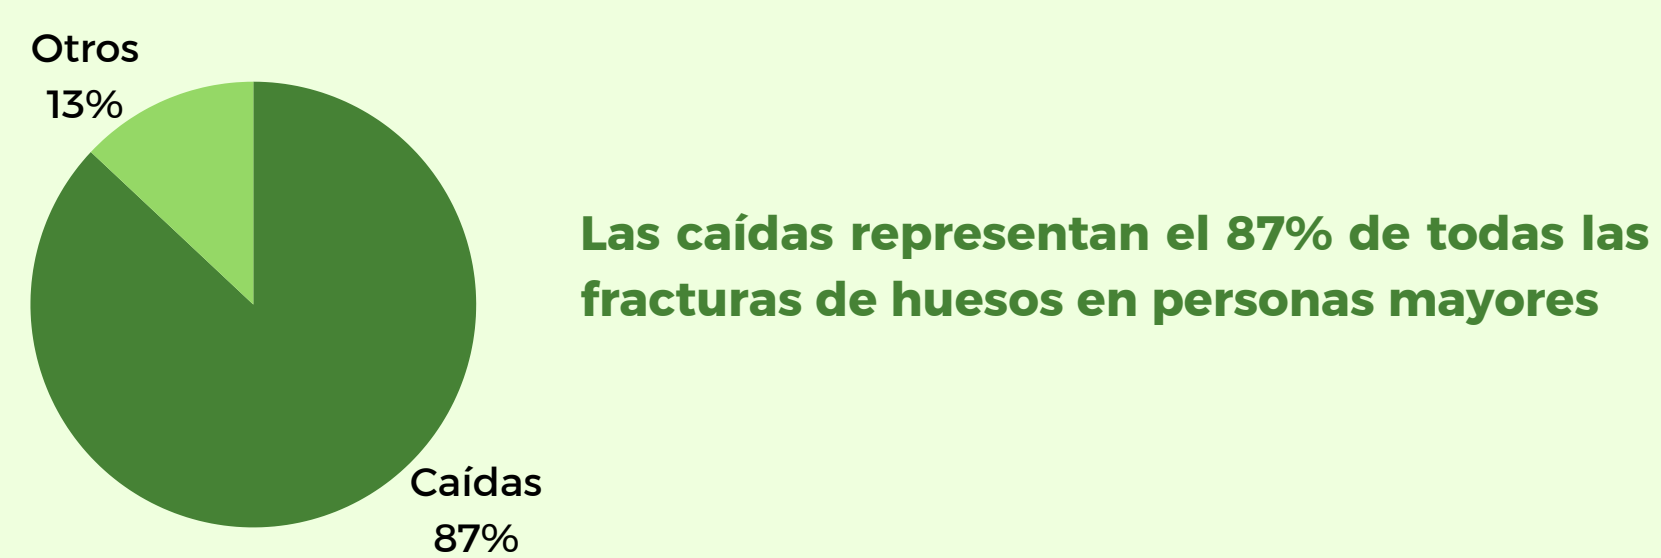 Otros
13%
Las caídas representan el 87% de todas las
fracturas de huesos en personas mayores
Caídas
87%